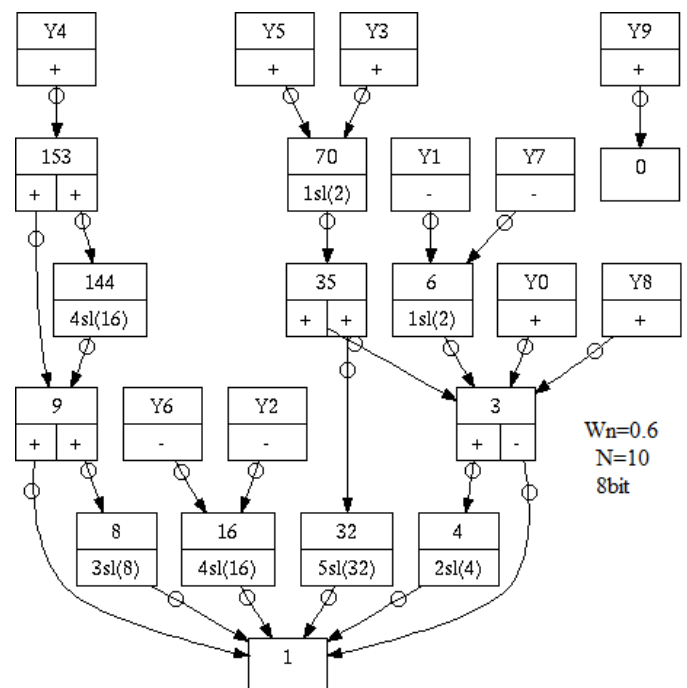 Y4
Y5
Y3
Y9
+
+
+
+
153
70
Y1
Y7
0
+ +
1sl(2)
-
-
144
35
6
Y0
Y8
4sl(16)
+ +
1sl(2)
+
+
9
Y6
Y2
3
+ +
-
-
+ -
Wn=0.6
N=10
8bit
8
16
32
4
3sl(8)
4sl(16)
5sl(32)
2sl(4)
1